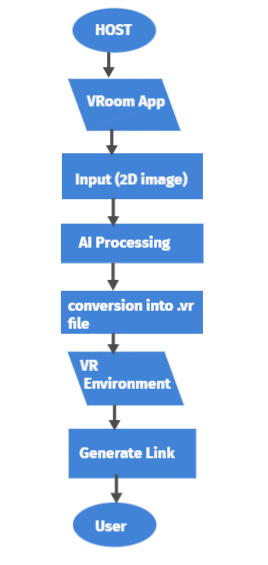 HOST
VRoom App
Input (2D image)
AI Processing
conversion into .vr
file
VR
Environment
Generate Link
User